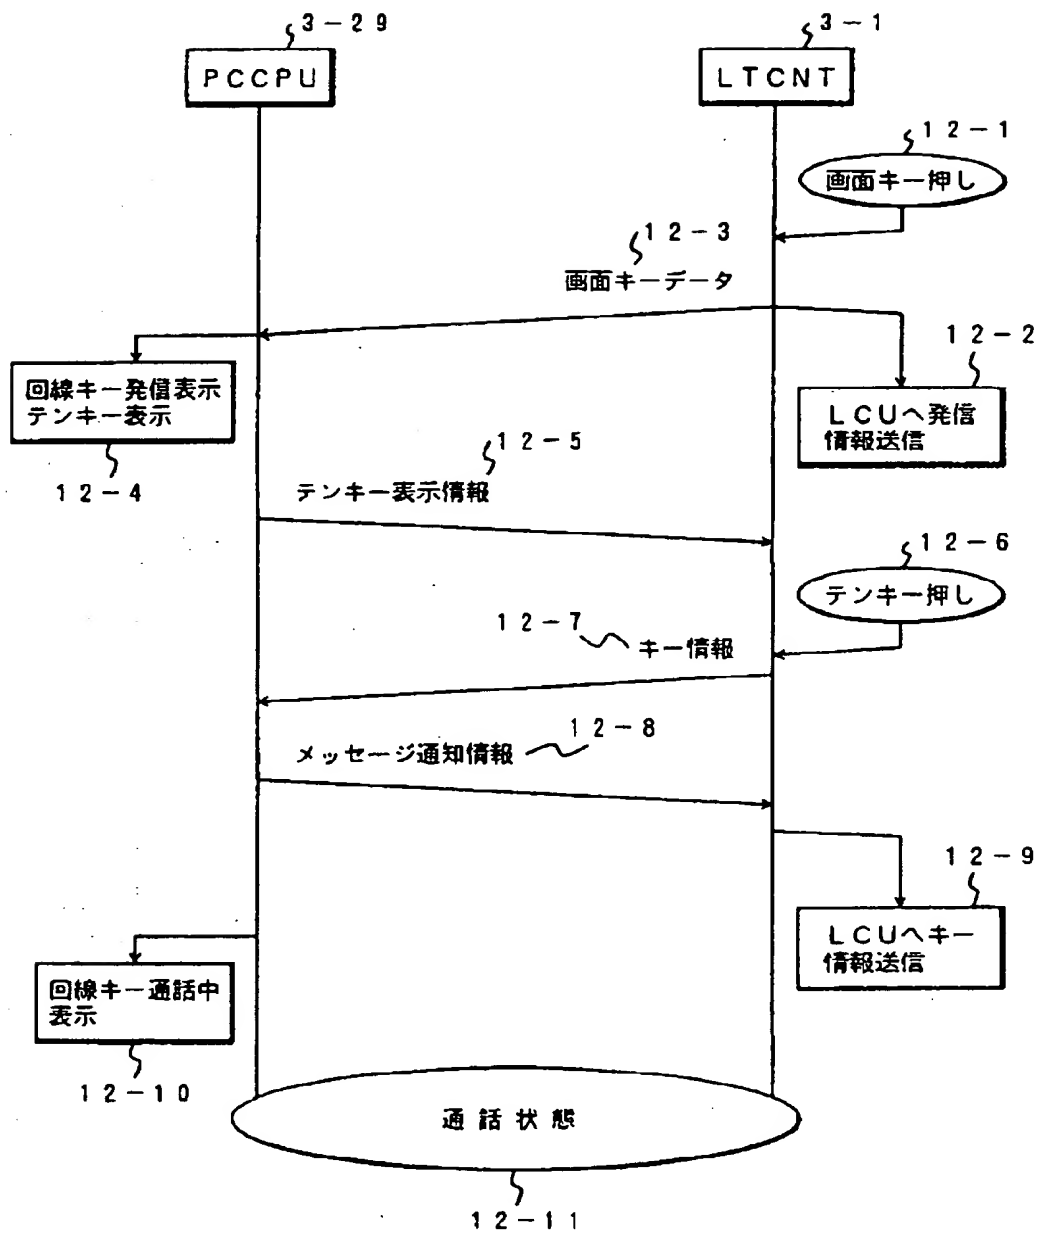 3-29
3-1
PCCPU
LTCNT
12-1
画面キー押し
12-3
画面キーデータ
12-2
回線キー発信表示
テンキー表示
LCUへ発信
情報送信
12-5
12-4
テンキー表示情報
12-6
テンキー押し
12-7
キー情報
12-8
メッセージ通知情報
12-9
LCUへキー
情報送信
回線キー通話中
表示
12-10
通話状態
12-11